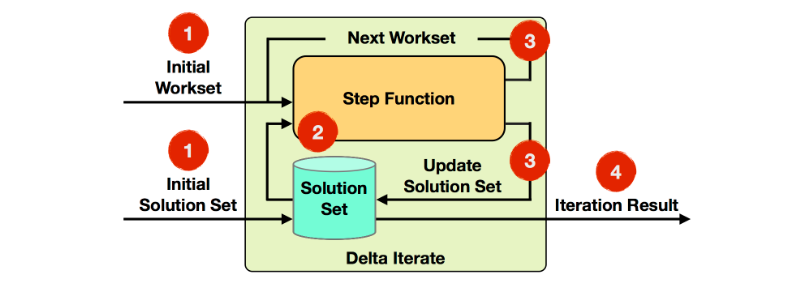 1
Next Workset
3
Initial
Workset
Step Function
2
1
3
Initial
Solution Set
Solution
Set
Update
Solution Set
4
Iteration Result
Delta Iterate